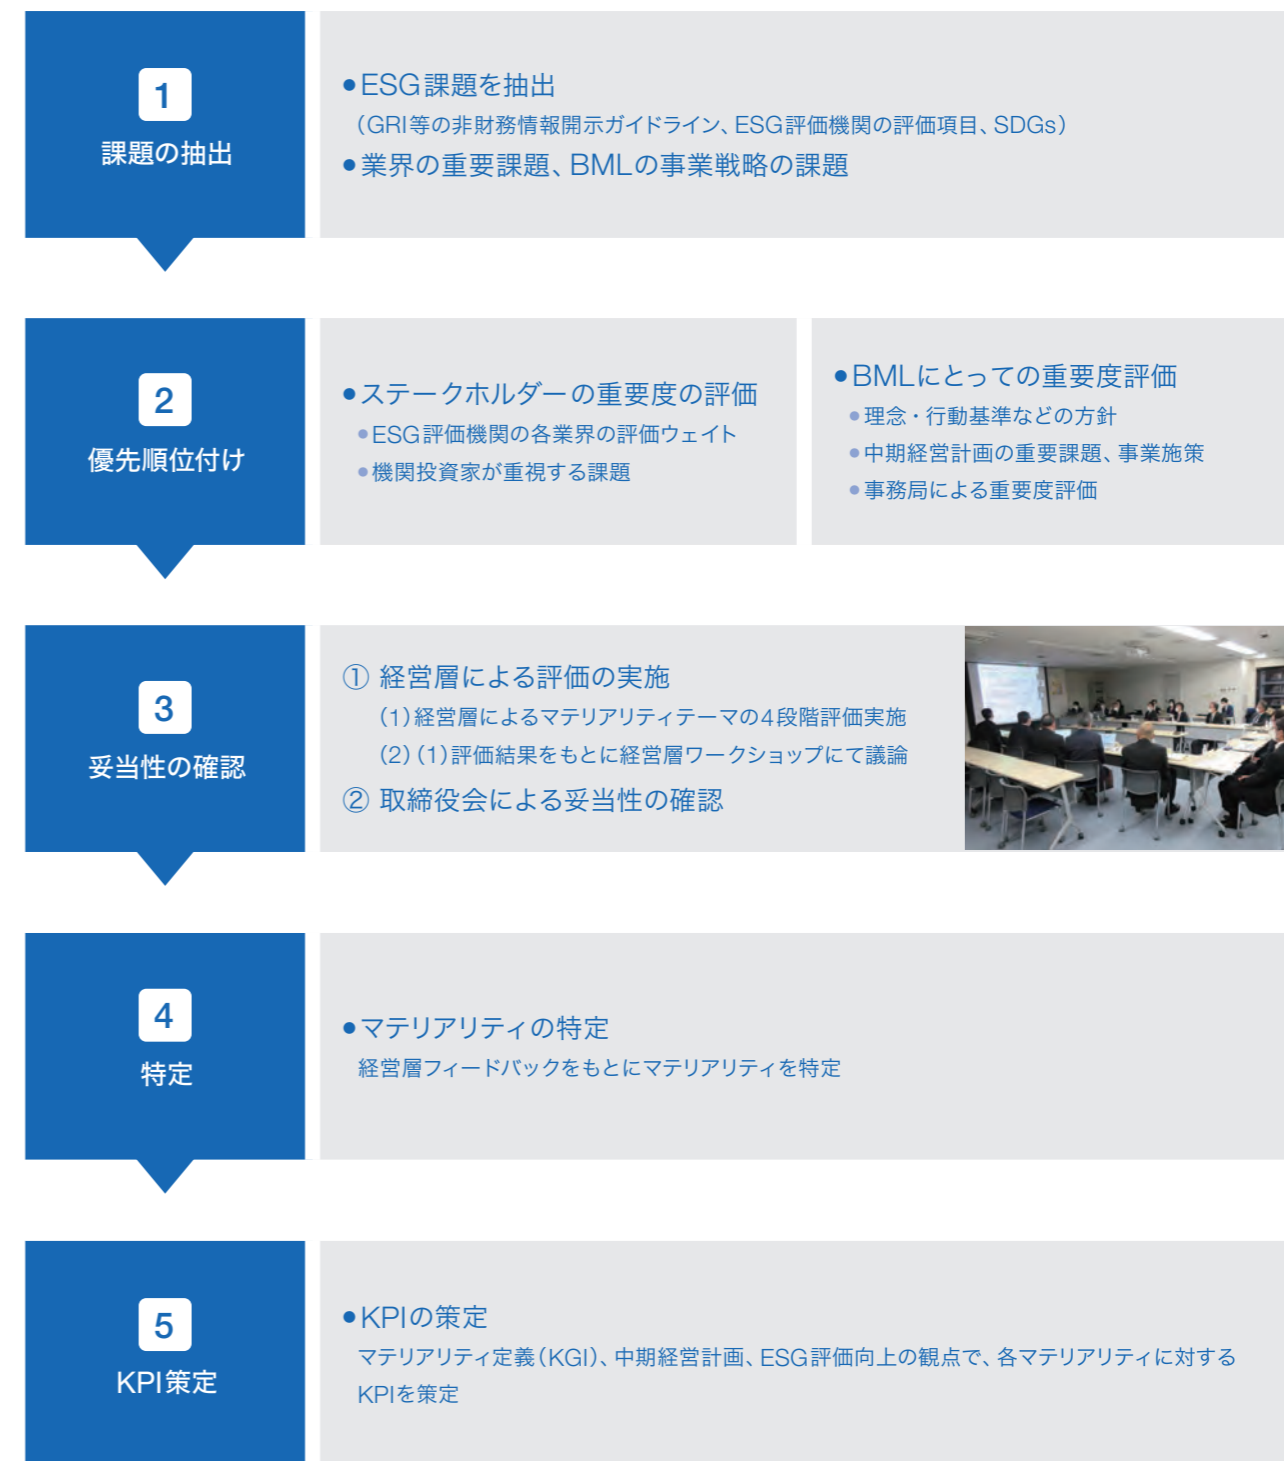 1
課題の抽出
●ESG課題を抽出
（GRI等の非財務情報開示ガイドライン、ESG評価機関の評価項目、SDGs）
●業界の重要課題、BMLの事業戦略の課題
2
優先順位付け
●ステークホルダーの重要度の評価
●ESG評価機関の各業界の評価ウェイト
●機関投資家が重視する課題
●BMLにとっての重要度評価
●理念・行動基準などの方針
●中期経営計画の重要課題、事業施策
●事務局による重要度評価
3
妥当性の確認
① 経営層による評価の実施
（1）経営層によるマテリアリティテーマの4段階評価実施
（2）（1）評価結果をもとに経営層ワークショップにて議論
② 取締役会による妥当性の確認
4
特定
●マテリアリティの特定
経営層フィードバックをもとにマテリアリティを特定
5
KPI策定
●KPIの策定
マテリアリティ定義（KGI）、中期経営計画、ESG評価向上の観点で、各マテリアリティに対する
KPIを策定